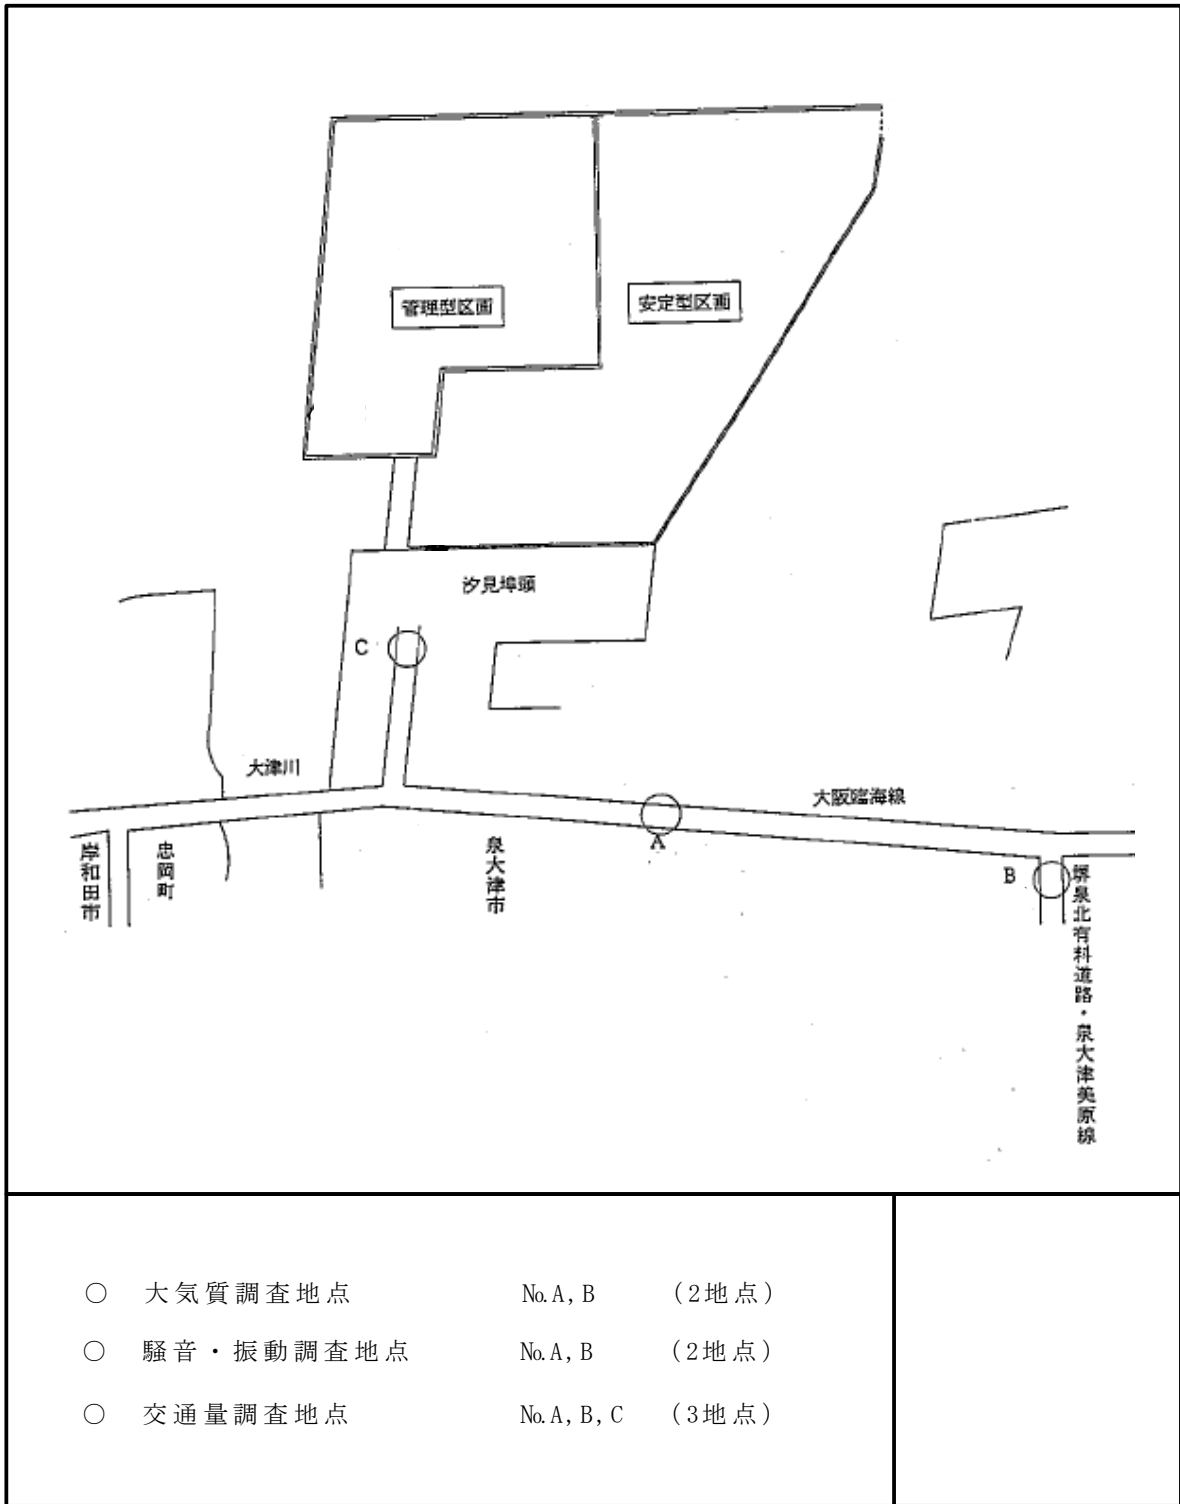 管理型区画
安定型区画
汐見埠頭
C
大津川
大阪臨海線
A
B
岸和田市
忠岡町
泉大津市
堺泉北有料道路・泉大津美原線
○ 大気質調査地点 №A,B (2地点)
○ 騒音・振動調査地点 №A,B (2地点)
○ 交通量調査地点 №A,B,C (3地点)